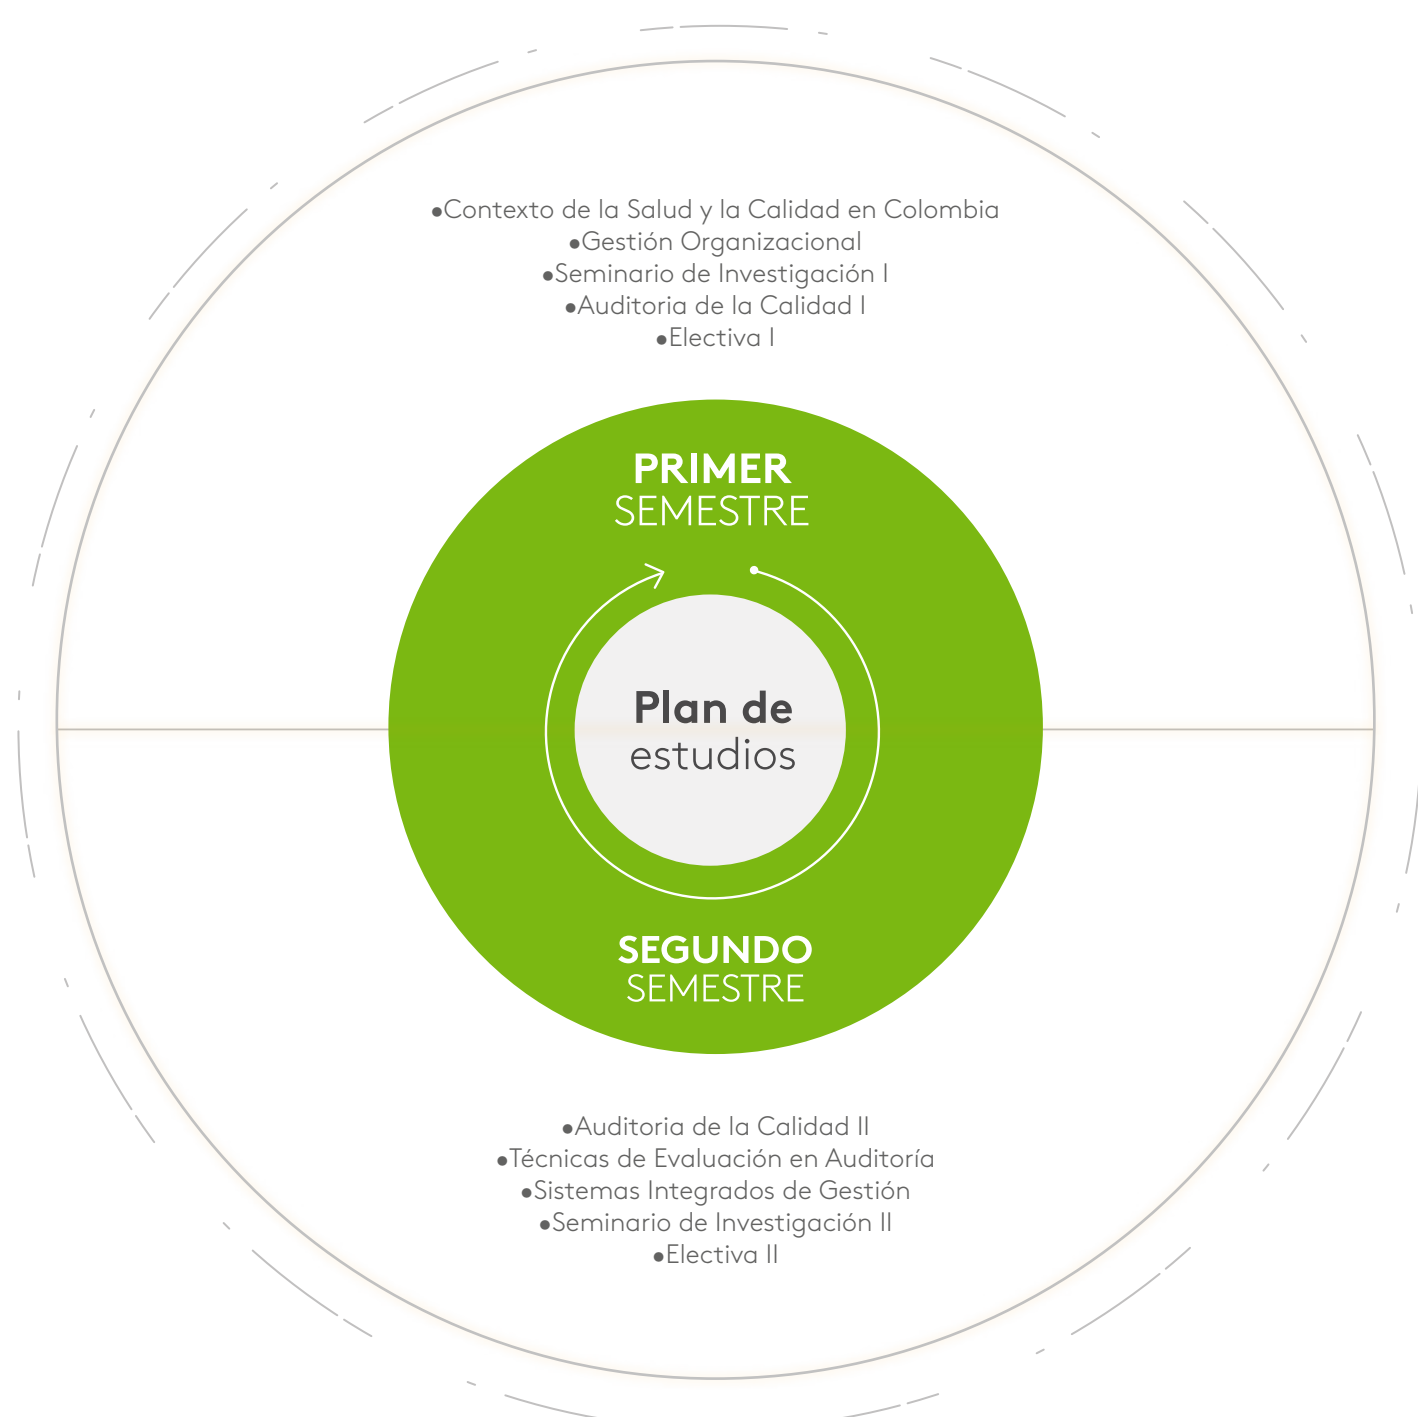 •Contexto de la Salud y la Calidad en Colombia
•Gestión Organizacional
•Seminario de Investigación I
•Auditoria de la Calidad I
•Electiva I
PRIMER
SEMESTRE
Plan de
estudios
SEGUNDO
SEMESTRE
•Auditoria de la Calidad II
•Técnicas de Evaluación en Auditoría
•Sistemas Integrados de Gestión
•Seminario de Investigación II
•Electiva II